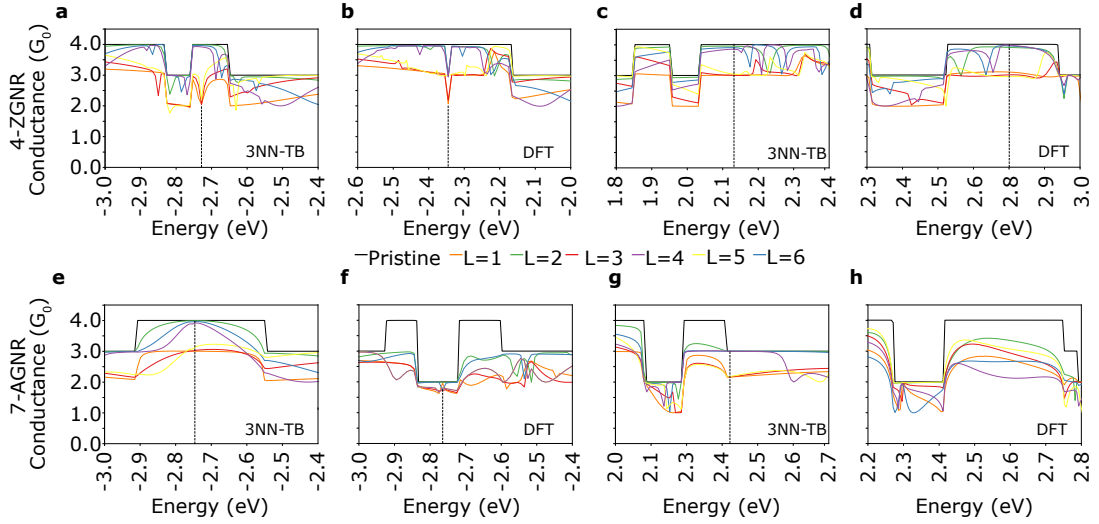 a b c d
4-ZGNR
Conductance (G₀)
4.0
3.0
2.0
1.0
0.0
3NN-TB DFT 3NN-TB DFT
-3.0 -2.9 -2.8 -2.7 -2.6 -2.5 -2.4
-2.6 -2.5 -2.4 -2.3 -2.2 -2.1 -2.0
1.8 1.9 2.0 2.1 2.2 2.3 2.4
2.3 2.4 2.5 2.6 2.8 2.9 3.0
Energy (eV) Energy (eV) Energy (eV) Energy (eV)
Pristine L=1 L=2 L=3 L=4 L=5 L=6
e f g h
7-AGNR
Conductance (G₀)
4.0
3.0
2.0
1.0
0.0
3NN-TB DFT 3NN-TB DFT
-3.0 -2.9 -2.8 -2.7 -2.6 -2.5 -2.4
-3.0 -2.9 -2.8 -2.7 -2.6 -2.5 -2.4
2.0 2.1 2.2 2.3 2.4 2.6 2.7
2.2 2.3 2.4 2.5 2.6 2.7 2.8
Energy (eV) Energy (eV) Energy (eV) Energy (eV)